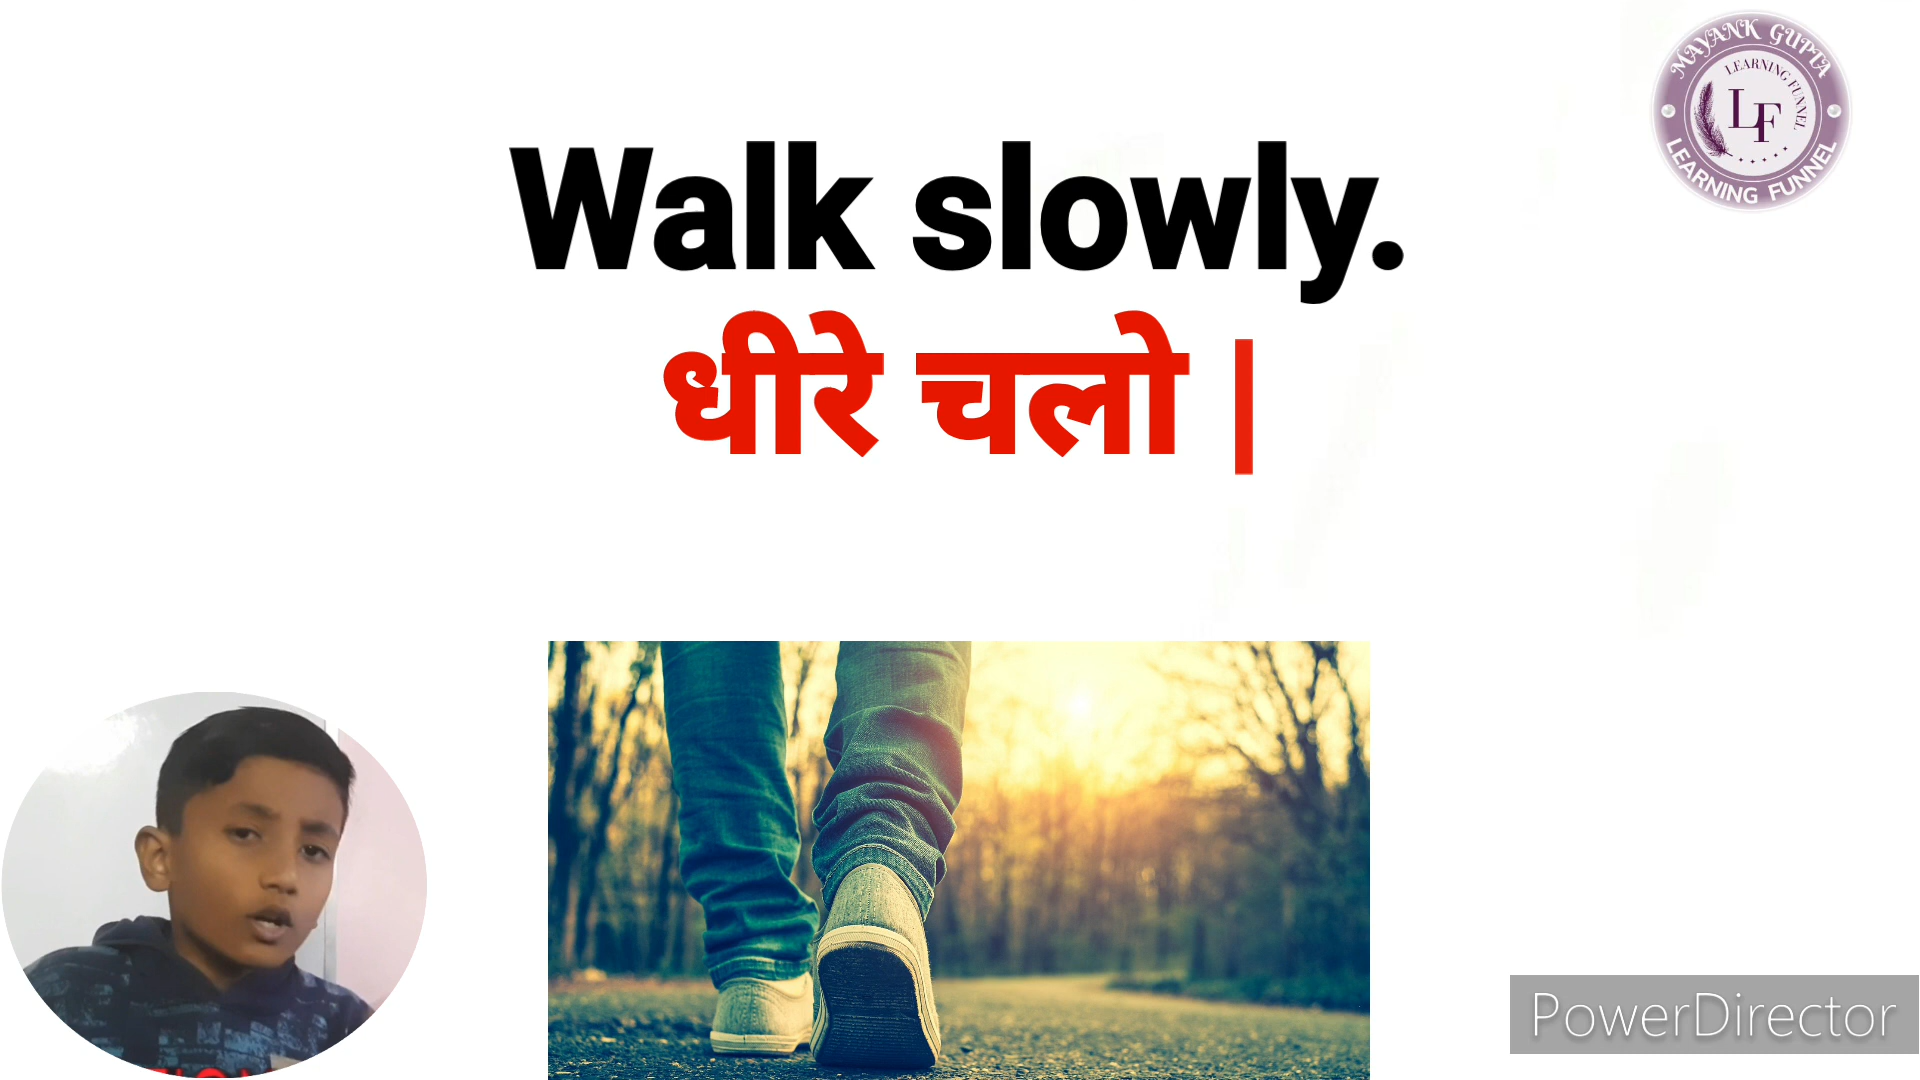 MAYANK GUPTA
LEARNING FUNNEL
LF
LEARNING FUNNEL
Walk slowly.
धीरे चलो |
PowerDirector